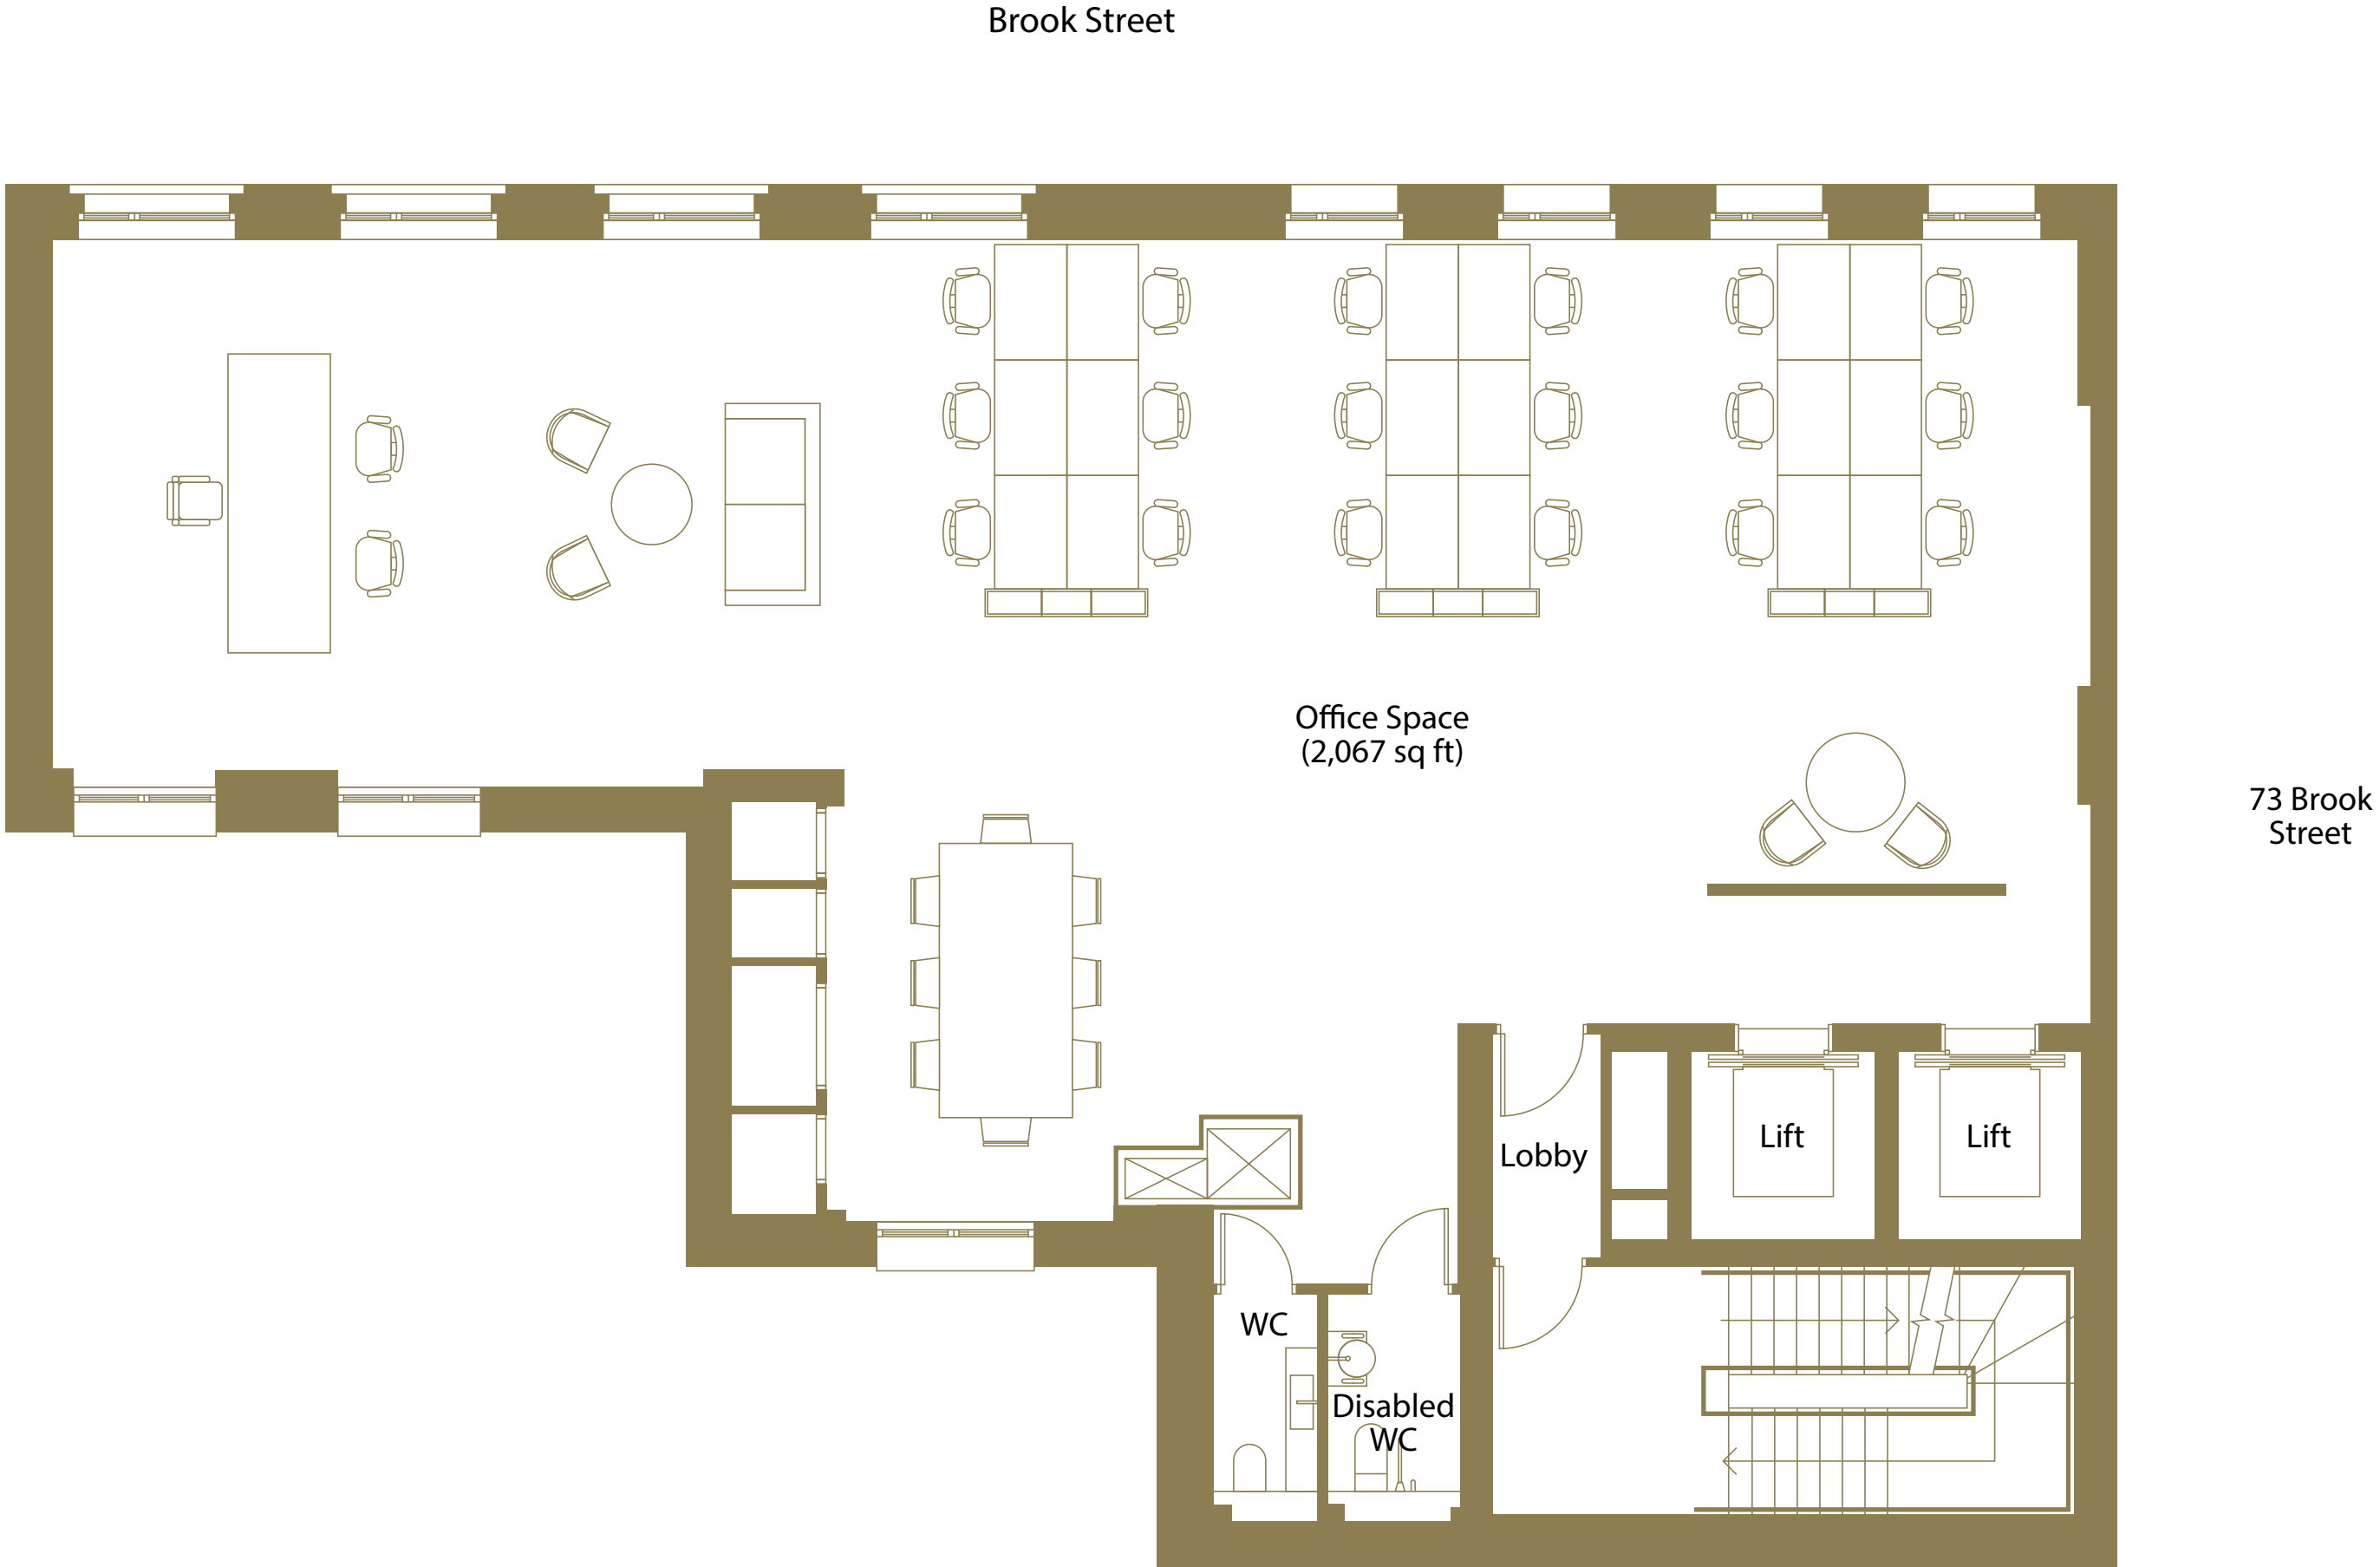 Brook Street
Office Space
(2,067 sq ft)
73 Brook
Street
Lift
Lift
Lobby
WC
Disabled
WC